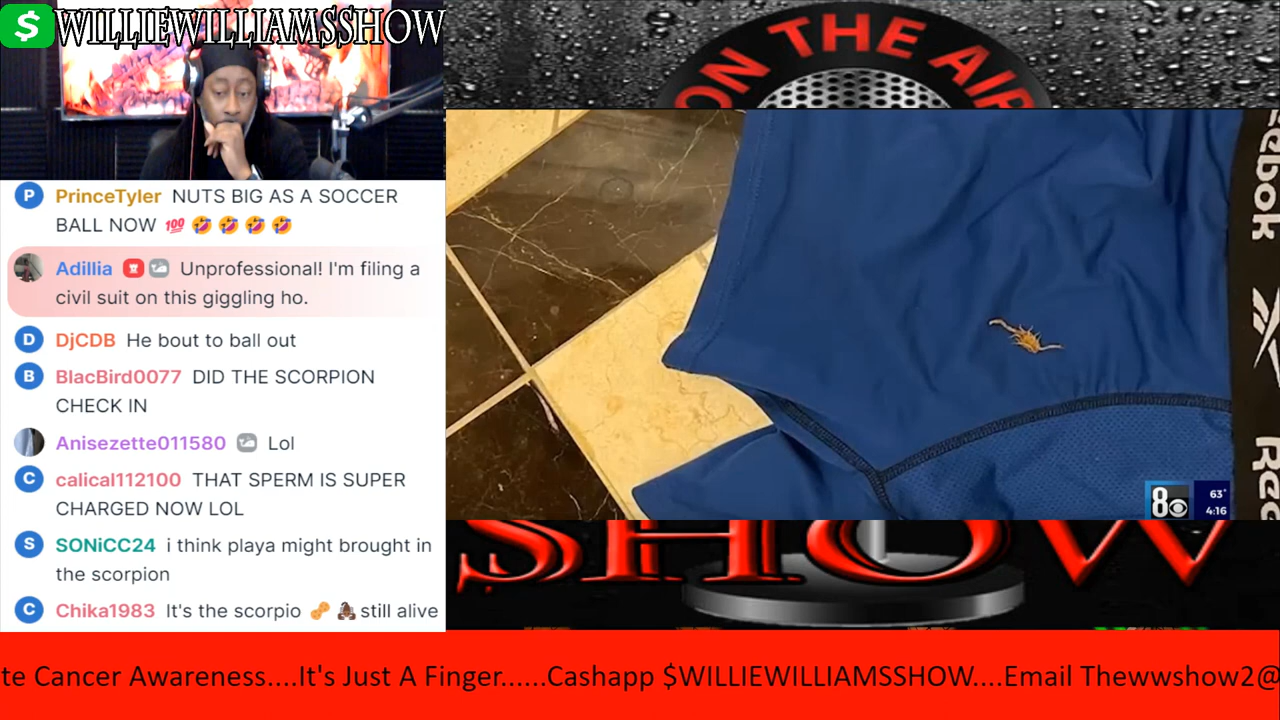 $WILLIEWILLIAMSSHOW
ON THE AIR
P PrinceTyler NUTS BIG AS A SOCCER
BALL NOW 💯 🤣 🤣 🤣 🤣
Adillia Unprofessional! I'm filing a
civil suit on this giggling ho.
D DjCDB He bout to ball out
B BlacBird0077 DID THE SCORPION
CHECK IN
Anisezette011580 Lol
C calical112100 THAT SPERM IS SUPER
CHARGED NOW LOL
S SONiCC24 i think playa might brought in
the scorpion
C Chika1983 It's the scorpio 🥜 💩 still alive
Reebok
Ree
8
63°
4:16
SHOW
te Cancer Awareness....It's Just A Finger......Cashapp $WILLIEWILLIAMSSHOW....Email Thewwshow2@